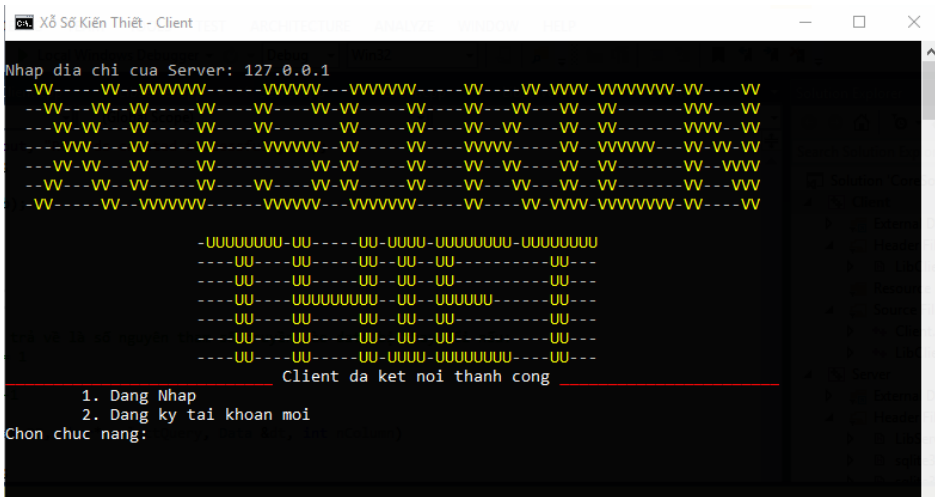 Xỗ Số Kiến Thiết - Client
Nhap dia chi cua Server: 127.0.0.1
--VV-----VV--VVVVVVV------VVVVVV---VVVVVVV-----VV----VV-VVVV-VVVVVVVV-VV----VV
--VV---VV--VV-----VV----VV----VV-VV-----VV-----VV---VV---VV--VV-------VVV---VV
---VV-VV---VV-----VV----VV-------VV-----VV-----VV--VV----VV--VV-------VVVV--VV
----VVV----VV-----VV-----VVVVVV--VV-----VV-----VVVVV-----VV--VVVVVV---VV-VV-VV
---VV-VV---VV-----VV----------VV-VV-----VV-----VV--VV----VV--VV-------VV--VVVV
--VV---VV--VV-----VV----VV----VV-VV-----VV-----VV---VV---VV--VV-------VV---VVV
-VV-----VV--VVVVVVV------VVVVVV---VVVVVVV------VV----VV-VVVV-VVVVVVVV-VV----VV
-UUUUUUUU-UU-----UU-UUUU-UUUUUUUU-UUUUUUUU
----UU----UU-----UU--UU--UU----------UU---
----UU----UU-----UU--UU--UU----------UU---
----UU----UUUUUUUUU--UU--UUUUUU------UU---
----UU----UU-----UU--UU--UU----------UU---
----UU----UU-----UU--UU--UU----------UU---
----UU----UU-----UU-UUUU-UUUUUUUU----UU---
____________________________ Client da ket noi thanh cong _______________________
1. Dang Nhap
2. Dang ky tai khoan moi
Chon chuc nang: